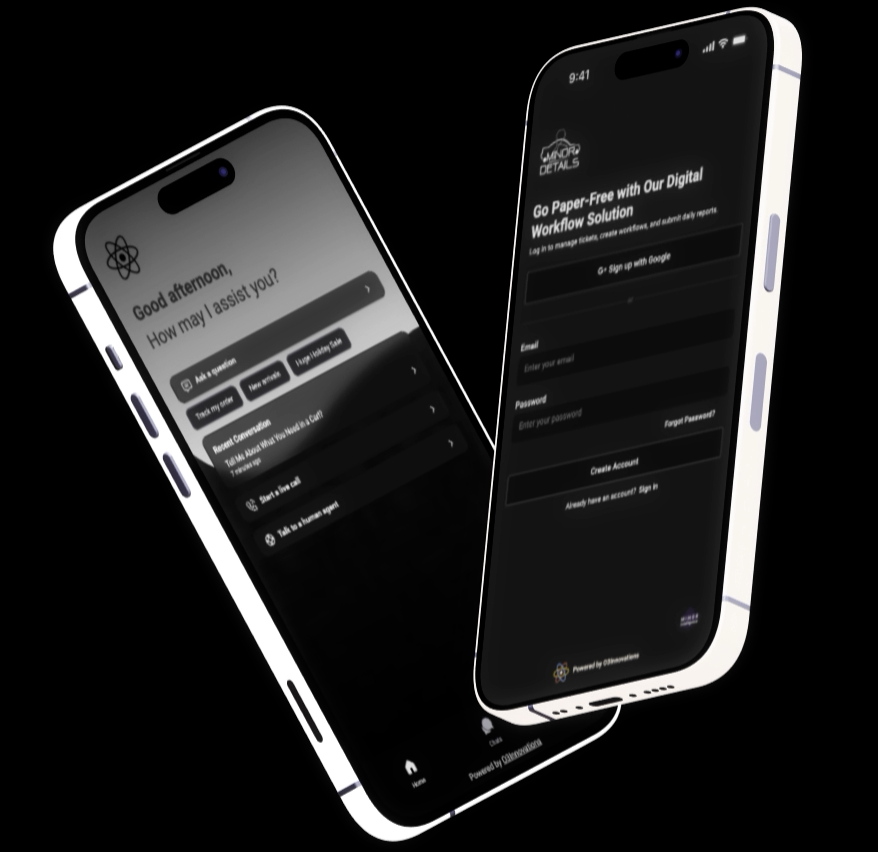 Good afternoon,
How may I assist you?
Ask a question
Track my order
New arrivals
Huge Holiday Sale
Recent Conversation
Tell Me About What You Need in a Cart?
7 minutes ago
Start a live call
Talk to a human agent
Home
Chats
Powered by O3Innovations
9:41
MINOR
DETAILS
Go Paper-Free with Our Digital
Workflow Solution
Log in to manage tickets, create workflows, and submit daily reports.
G+ Sign up with Google
or
Email
Enter your email
Password
Enter your password
Forgot Password?
Create Account
Already have an account? Sign in
Powered by O3Innovations